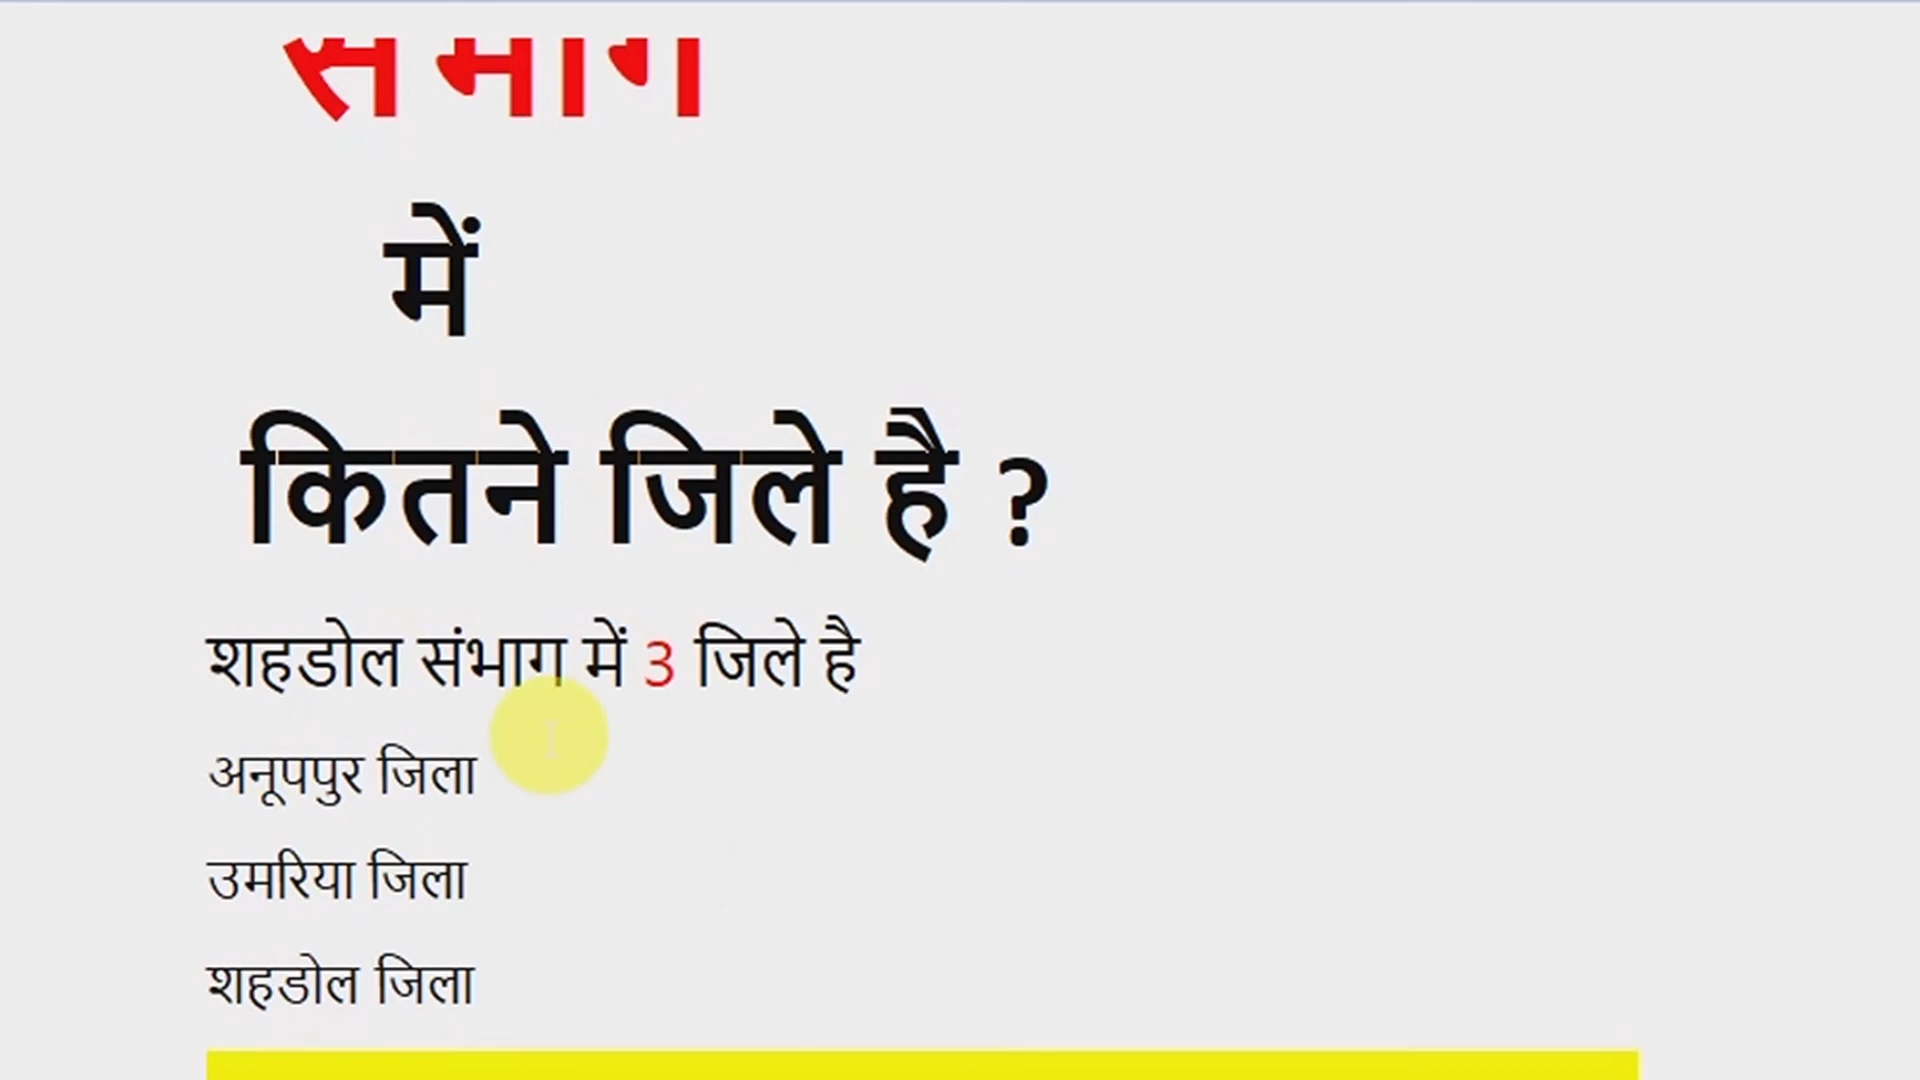 संभाग
में
कितने जिले है ?
शहडोल संभाग में 3 जिले है
अनूपपुर जिला
उमरिया जिला
शहडोल जिला